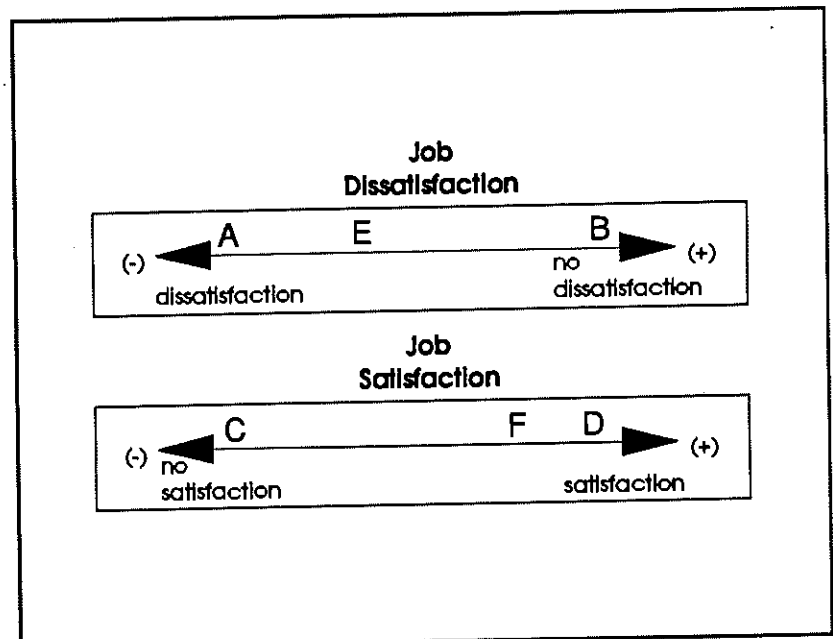 Job
Dissatisfaction
A E B
(-) (+)
no
dissatisfaction dissatisfaction
Job
Satisfaction
C F D
(-) (+)
no
satisfaction satisfaction